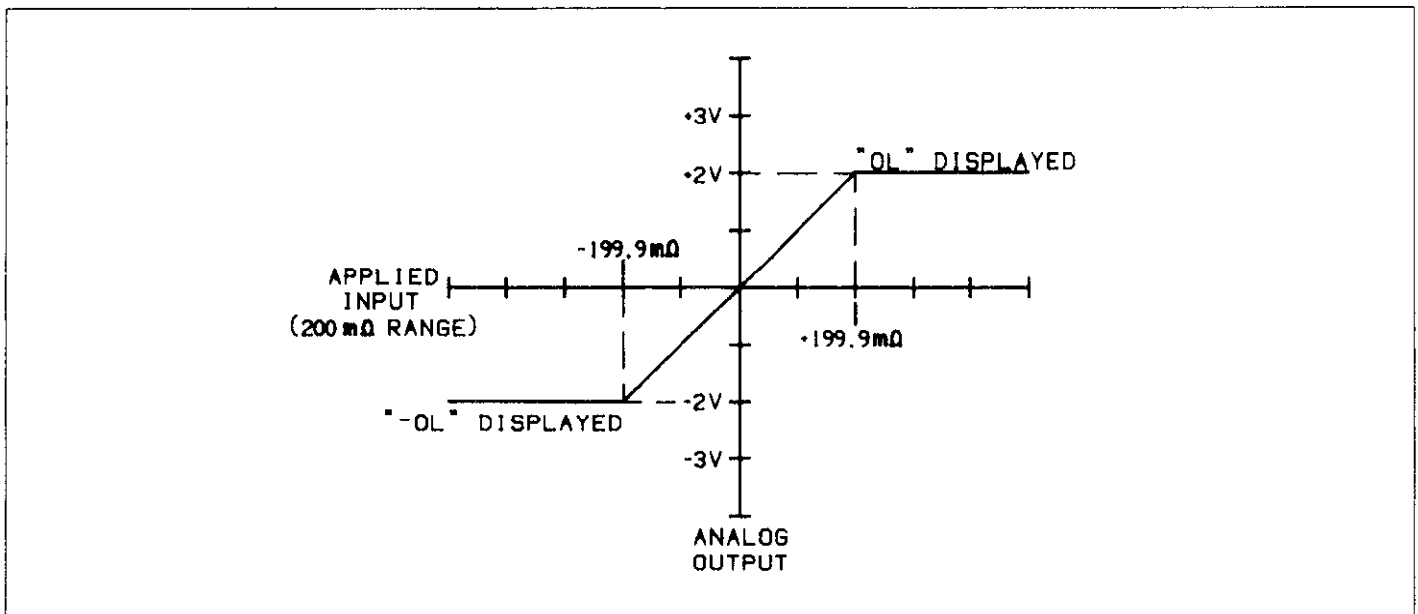 +3V
"OL" DISPLAYED
+2V
-199.9mΩ
APPLIED
INPUT
(200mΩ RANGE)
+199.9mΩ
-2V
"-OL" DISPLAYED
-3V
ANALOG
OUTPUT